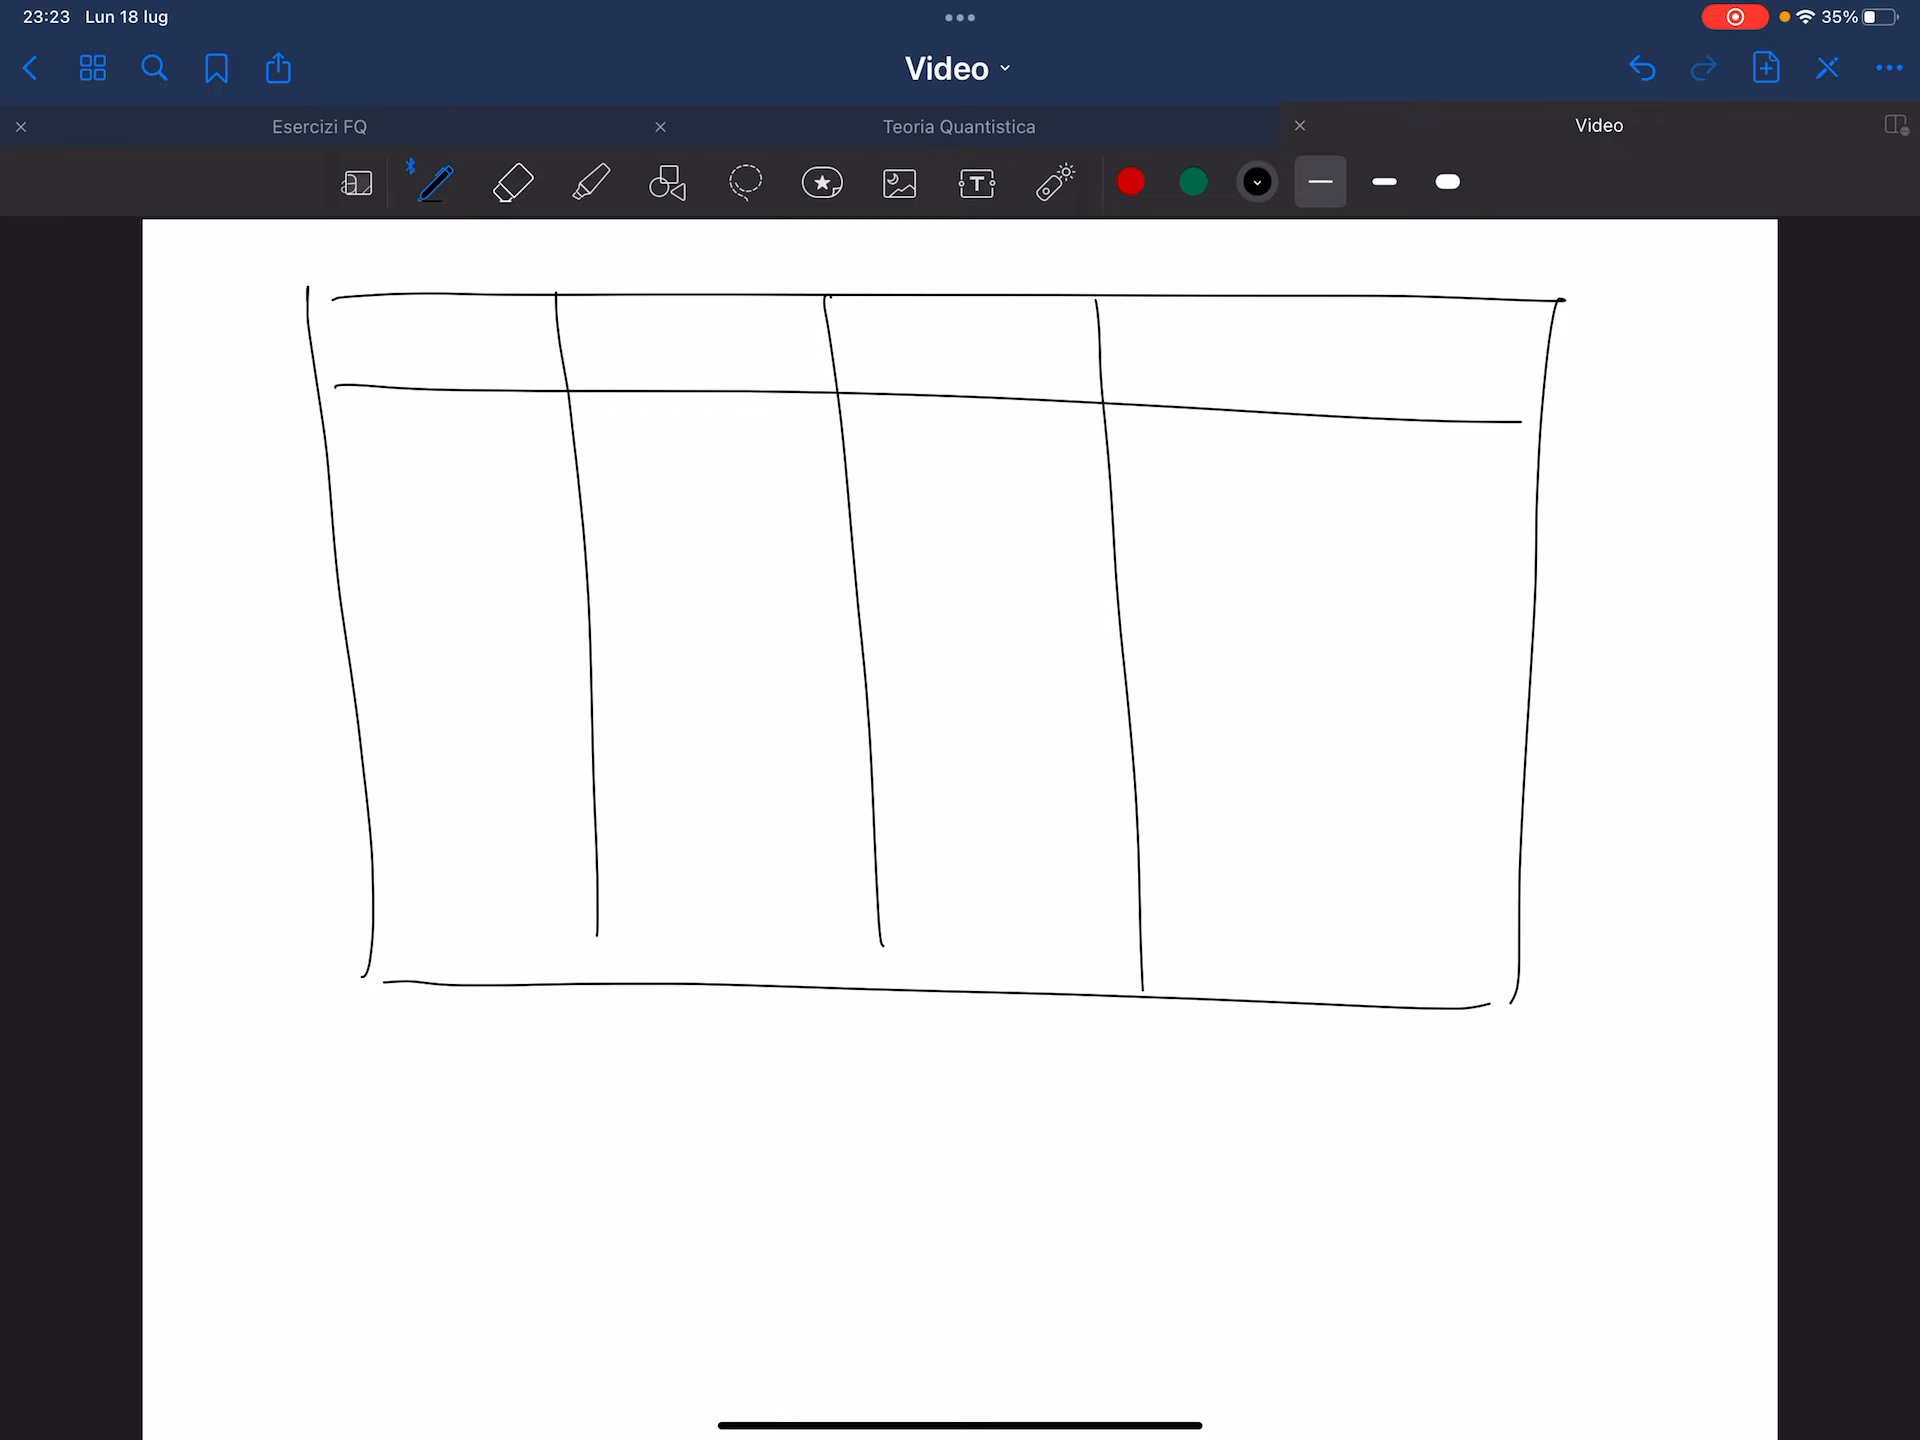 23:23 Lun 18 lug
35%
Video
Esercizi FQ
Teoria Quantistica
Video
T